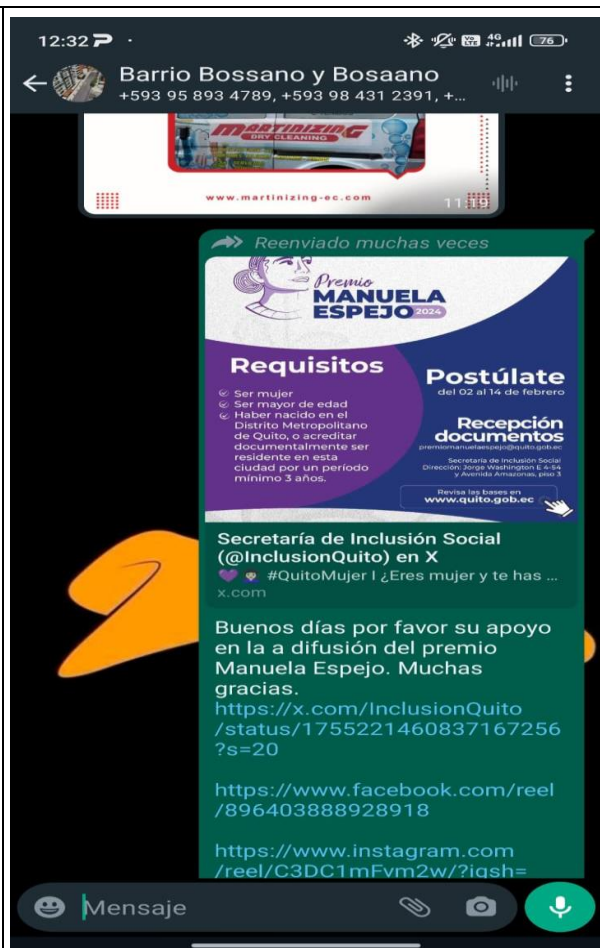 12:32
Vo
LTE
4G
76
Barrio Bossano y Bosaano
+593 95 893 4789, +593 98 431 2391, +...
MARTINIZING
DRY CLEANING
www.martinizing-ec.com
11:19
Reenviado muchas veces
Premio
MANUELA
ESPEJO 2024
Requisitos
Ser mujer
Ser mayor de edad
Haber nacido en el
Distrito Metropolitano
de Quito, o acreditar
documentalmente ser
residente en esta
ciudad por un período
mínimo 3 años.
Postúlate
del 02 al 14 de febrero
Recepción
documentos
premiomanuelaespejo@quito.gob.ec
Secretaría de Inclusión Social
Dirección: Jorge Washington E 4-54
y Avenida Amazonas, piso 3
Revisa las bases en
www.quito.gob.ec
Secretaría de Inclusión Social
(@InclusionQuito) en X
#QuitoMujer I ¿Eres mujer y te has ...
x.com
Buenos días por favor su apoyo
en la a difusión del premio
Manuela Espejo. Muchas
gracias.
https://x.com/InclusionQuito
/status/1755221460837167256
?s=20
https://www.facebook.com/reel
/896403888928918
https://www.instagram.com
/reel/C3DC1mFvm2w/?igsh=
Mensaje